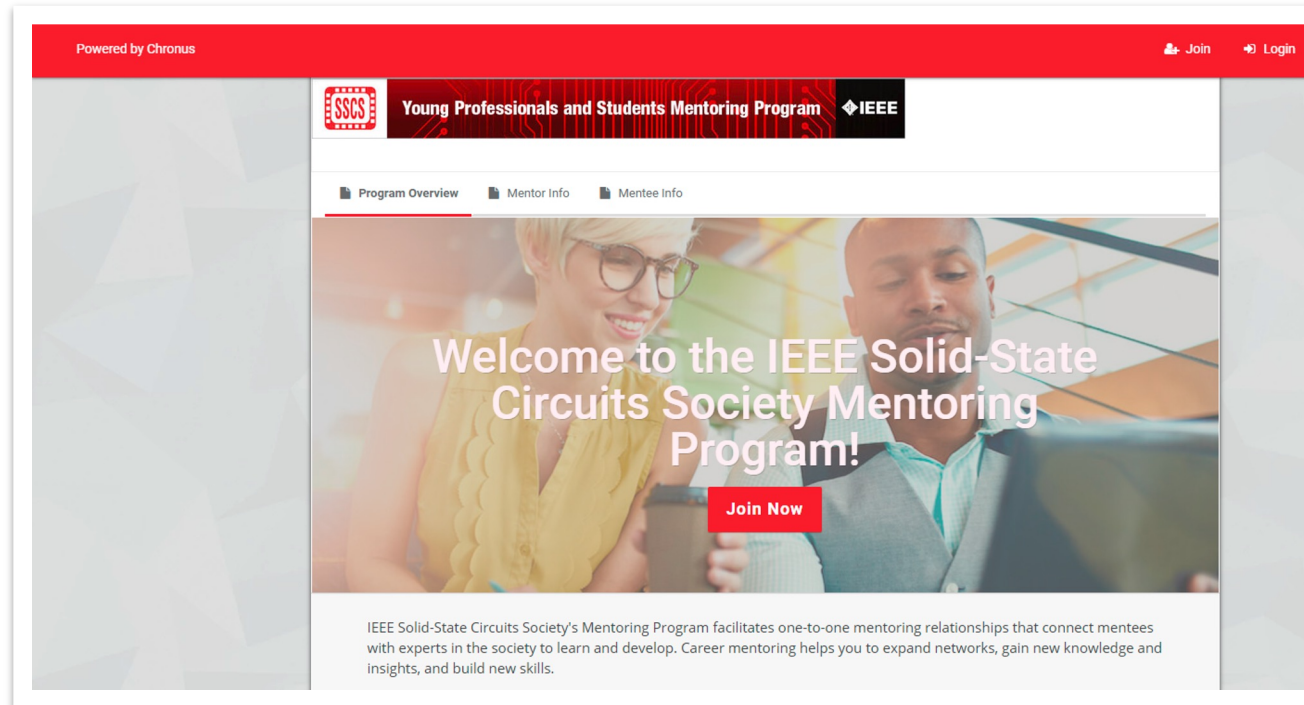 Powered by Chronus
Join
Login
SSCS
Young Professionals and Students Mentoring Program
IEEE
Program Overview
Mentor Info
Mentee Info
Welcome to the IEEE Solid-State
Circuits Society Mentoring
Program!
Join Now
IEEE Solid-State Circuits Society's Mentoring Program facilitates one-to-one mentoring relationships that connect mentees
with experts in the society to learn and develop. Career mentoring helps you to expand networks, gain new knowledge and
insights, and build new skills.